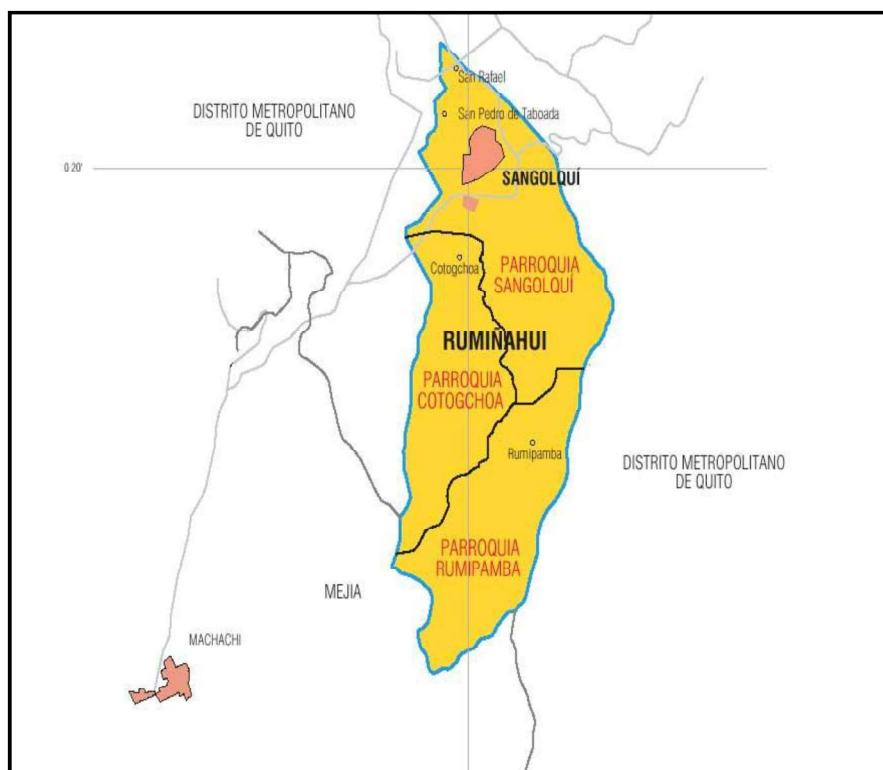 San Rafael
DISTRITO METROPOLITANO
DE QUITO
San Pedro de Taboada
0 20'
SANGOLQUÍ
Cotogchoa
PARROQUIA
SANGOLQUÍ
RUMIÑAHUI
PARROQUIA
COTOGCHOA
Rumipamba
DISTRITO METROPOLITANO
DE QUITO
PARROQUIA
RUMIPAMBA
MEJIA
MACHACHI